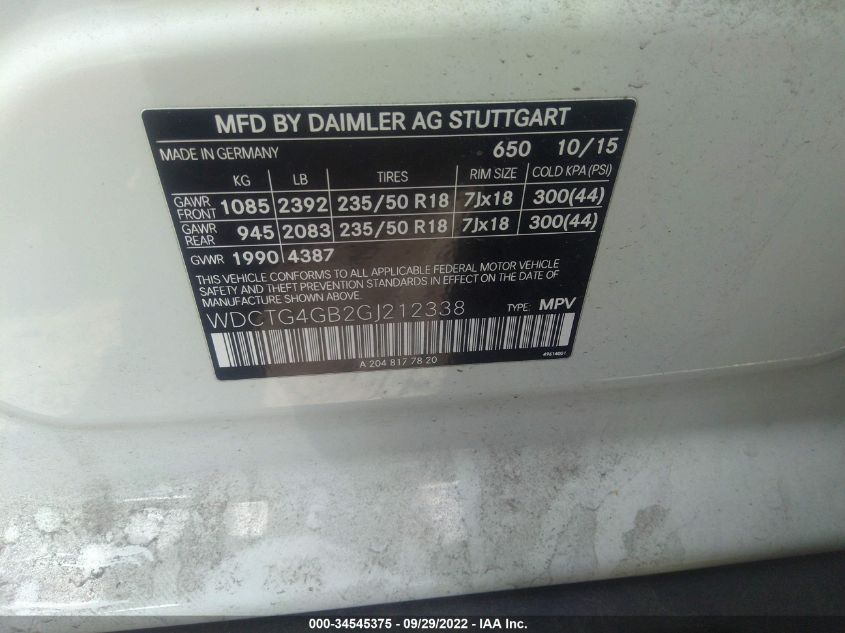 MFD BY DAIMLER AG STUTTGART
MADE IN GERMANY 650 10/15
KG LB TIRES RIM SIZE COLD KPA (PSI)
GAWR FRONT 1085 2392 235/50 R18 7Jx18 300(44)
GAWR REAR 945 2083 235/50 R18 7Jx18 300(44)
GVWR 1990 4387
THIS VEHICLE CONFORMS TO ALL APPLICABLE FEDERAL MOTOR VEHICLE
SAFETY AND THEFT PREVENTION STANDARDS IN EFFECT ON THE DATE OF
MANUFACTURE SHOWN ABOVE.
WDCTG4GB2GJ212338 TYPE: MPV
A 204 817 78 20
000-34545375 - 09/29/2022 - IAA Inc.